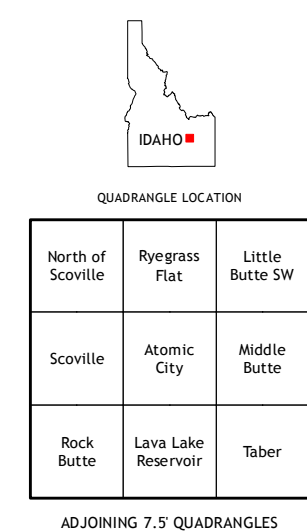 IDAHO
QUADRANGLE LOCATION
North of
Scoville
Ryegrass
Flat
Little
Butte SW
Scoville
Atomic
City
Middle
Butte
Rock
Butte
Lava Lake
Reservoir
Taber
ADJOINING 7.5' QUADRANGLES